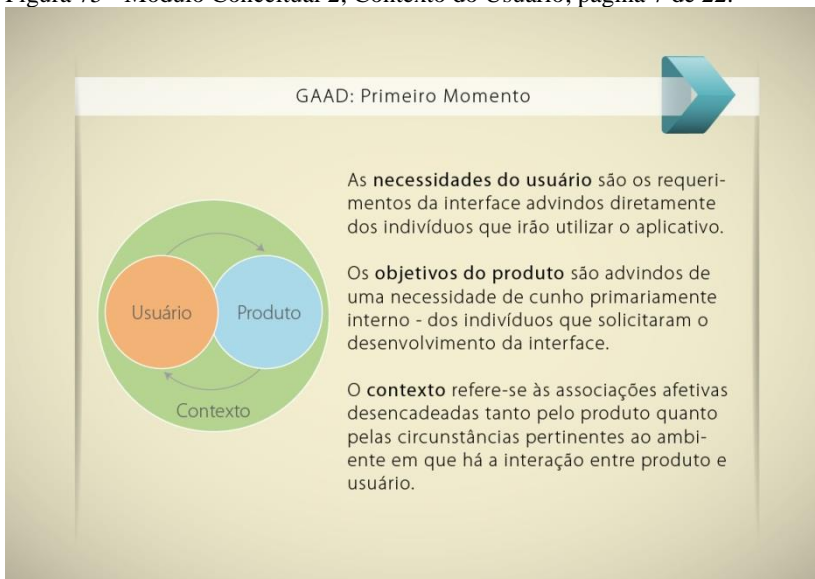 Figura 73 - Módulo Conceitual 2, Contexto do Usuário, página 7 de 22.
GAAD: Primeiro Momento
As necessidades do usuário são os requeri-
mentos da interface advindos diretamente
dos indivíduos que irão utilizar o aplicativo.
Os objetivos do produto são advindos de
uma necessidade de cunho primariamente
interno - dos indivíduos que solicitaram o
desenvolvimento da interface.
O contexto refere-se às associações afetivas
desencadeadas tanto pelo produto quanto
pelas circunstâncias pertinentes ao ambi-
ente em que há a interação entre produto e
usuário.
Usuário
Produto
Contexto